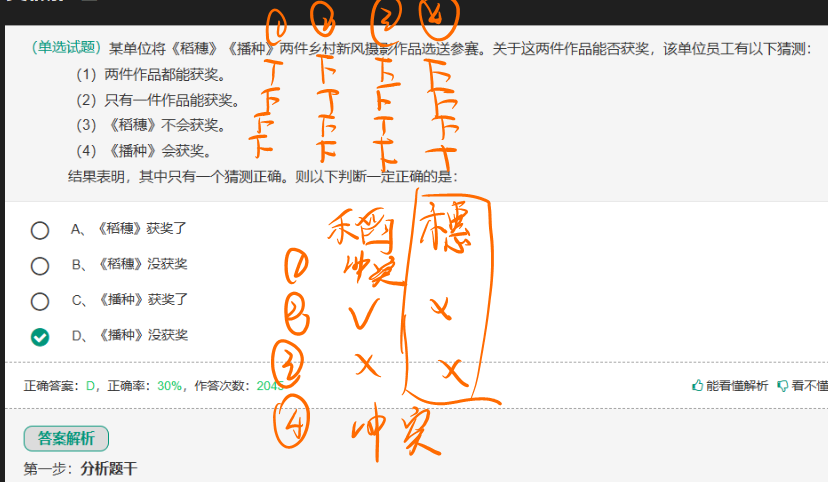 ① ② ③ ④
(单选试题) 某单位将《稻穗》《播种》两件乡村新风摄影作品选送参赛。关于这两件作品能否获奖，该单位员工有以下猜测：
(1) 两件作品都能获奖。 T F F F
(2) 只有一件作品能获奖。 F T F F
(3) 《稻穗》不会获奖。 F F T F
(4) 《播种》会获奖。 F F F T
结果表明，其中只有一个猜测正确。则以下判断一定正确的是：
A、《稻穗》获奖了
B、《稻穗》没获奖
C、《播种》获奖了
D、《播种》没获奖
稻 穗
① 冲突
② √ ×
③ × ×
④ 冲突
正确答案：D，正确率：30%，作答次数：2045
能看懂解析 看不懂
答案解析
第一步：分析题干